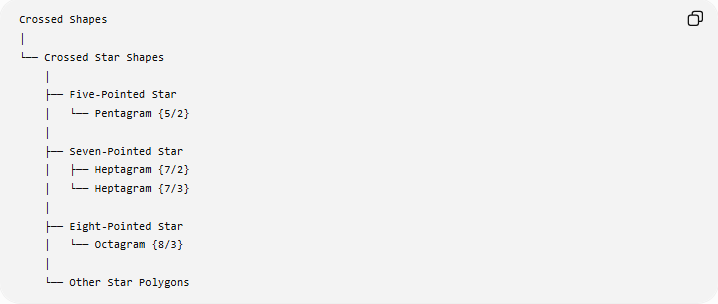 Crossed Shapes
│
└── Crossed Star Shapes
    │
    ├── Five-Pointed Star
    │   └── Pentagram {5/2}
    │
    ├── Seven-Pointed Star
    │   ├── Heptagram {7/2}
    │   └── Heptagram {7/3}
    │
    ├── Eight-Pointed Star
    │   └── Octagram {8/3}
    │
    └── Other Star Polygons